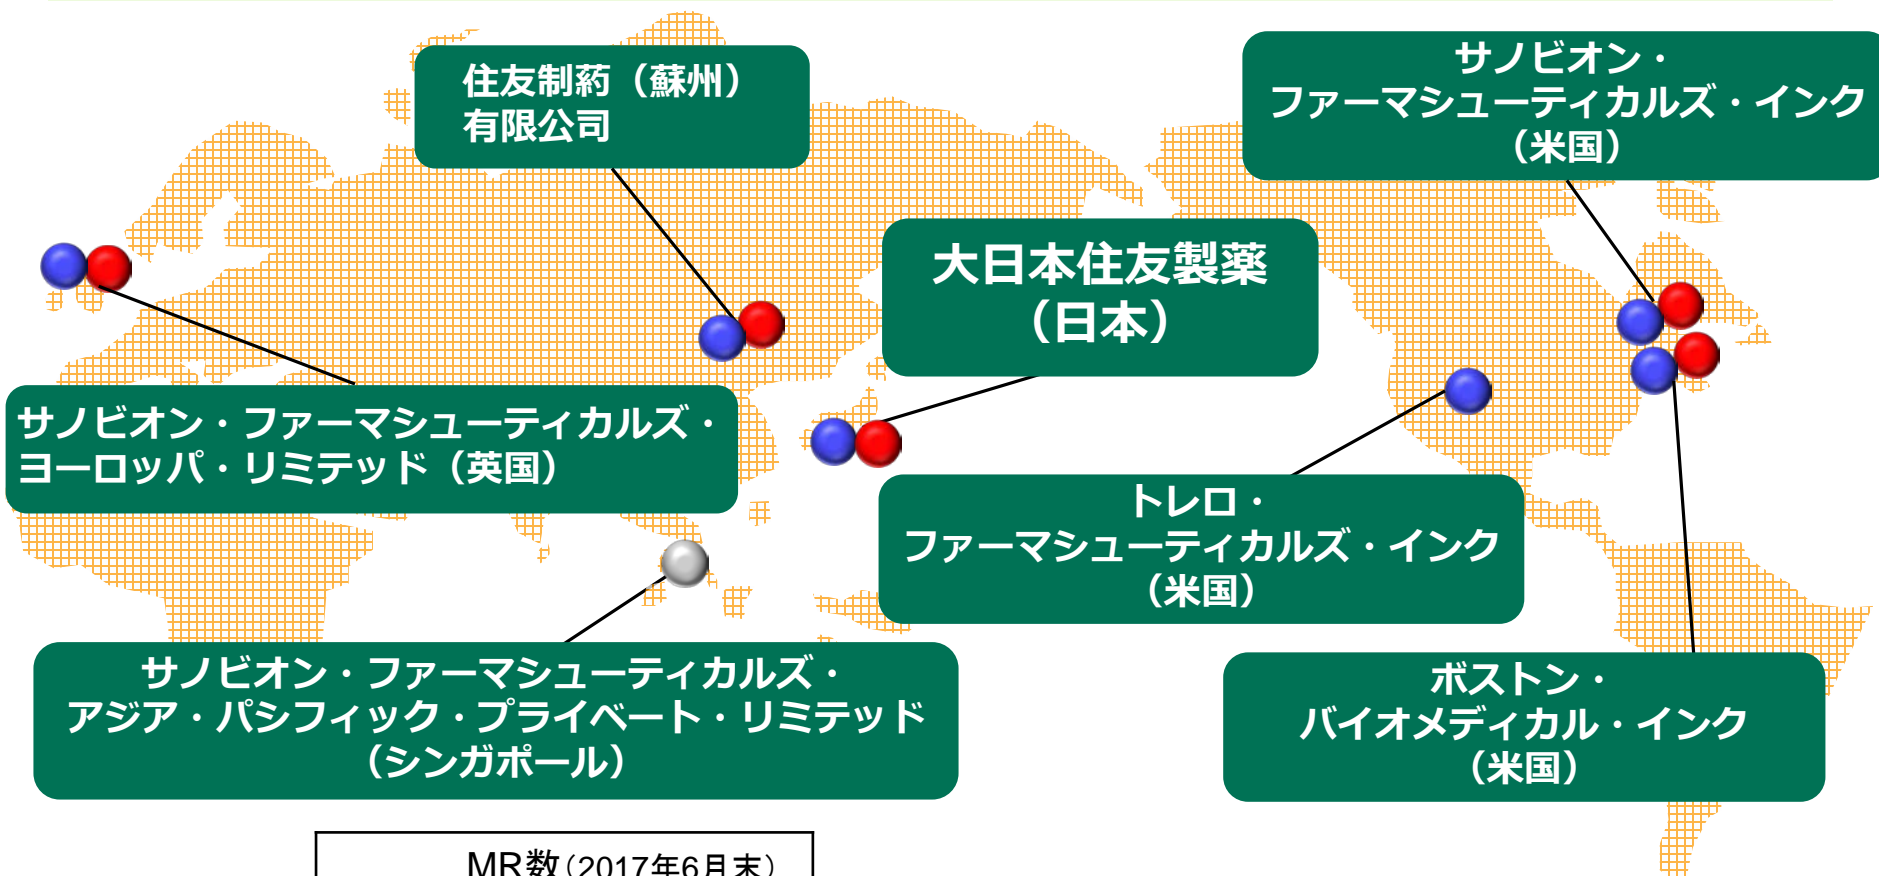 住友制葯（蘇州）
有限公司
サノビオン・
ファーマシューティカルズ・インク
（米国）
大日本住友製薬
（日本）
サノビオン・ファーマシューティカルズ・
ヨーロッパ・リミテッド（英国）
トレロ・
ファーマシューティカルズ・インク
（米国）
サノビオン・ファーマシューティカルズ・
アジア・パシフィック・プライベート・リミテッド
（シンガポール）
ボストン・
バイオメディカル・インク
（米国）
MR数（2017年6月末）